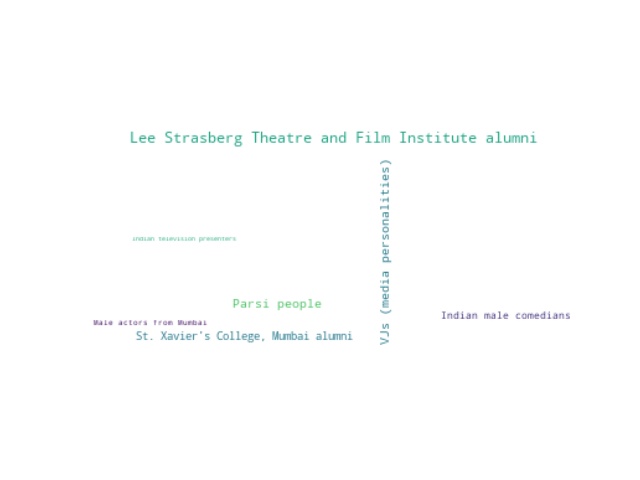 Lee Strasberg Theatre and Film Institute alumni
VJs (media personalities)
Indian television presenters
Parsi people
Indian male comedians
Male actors from Mumbai
St. Xavier's College, Mumbai alumni